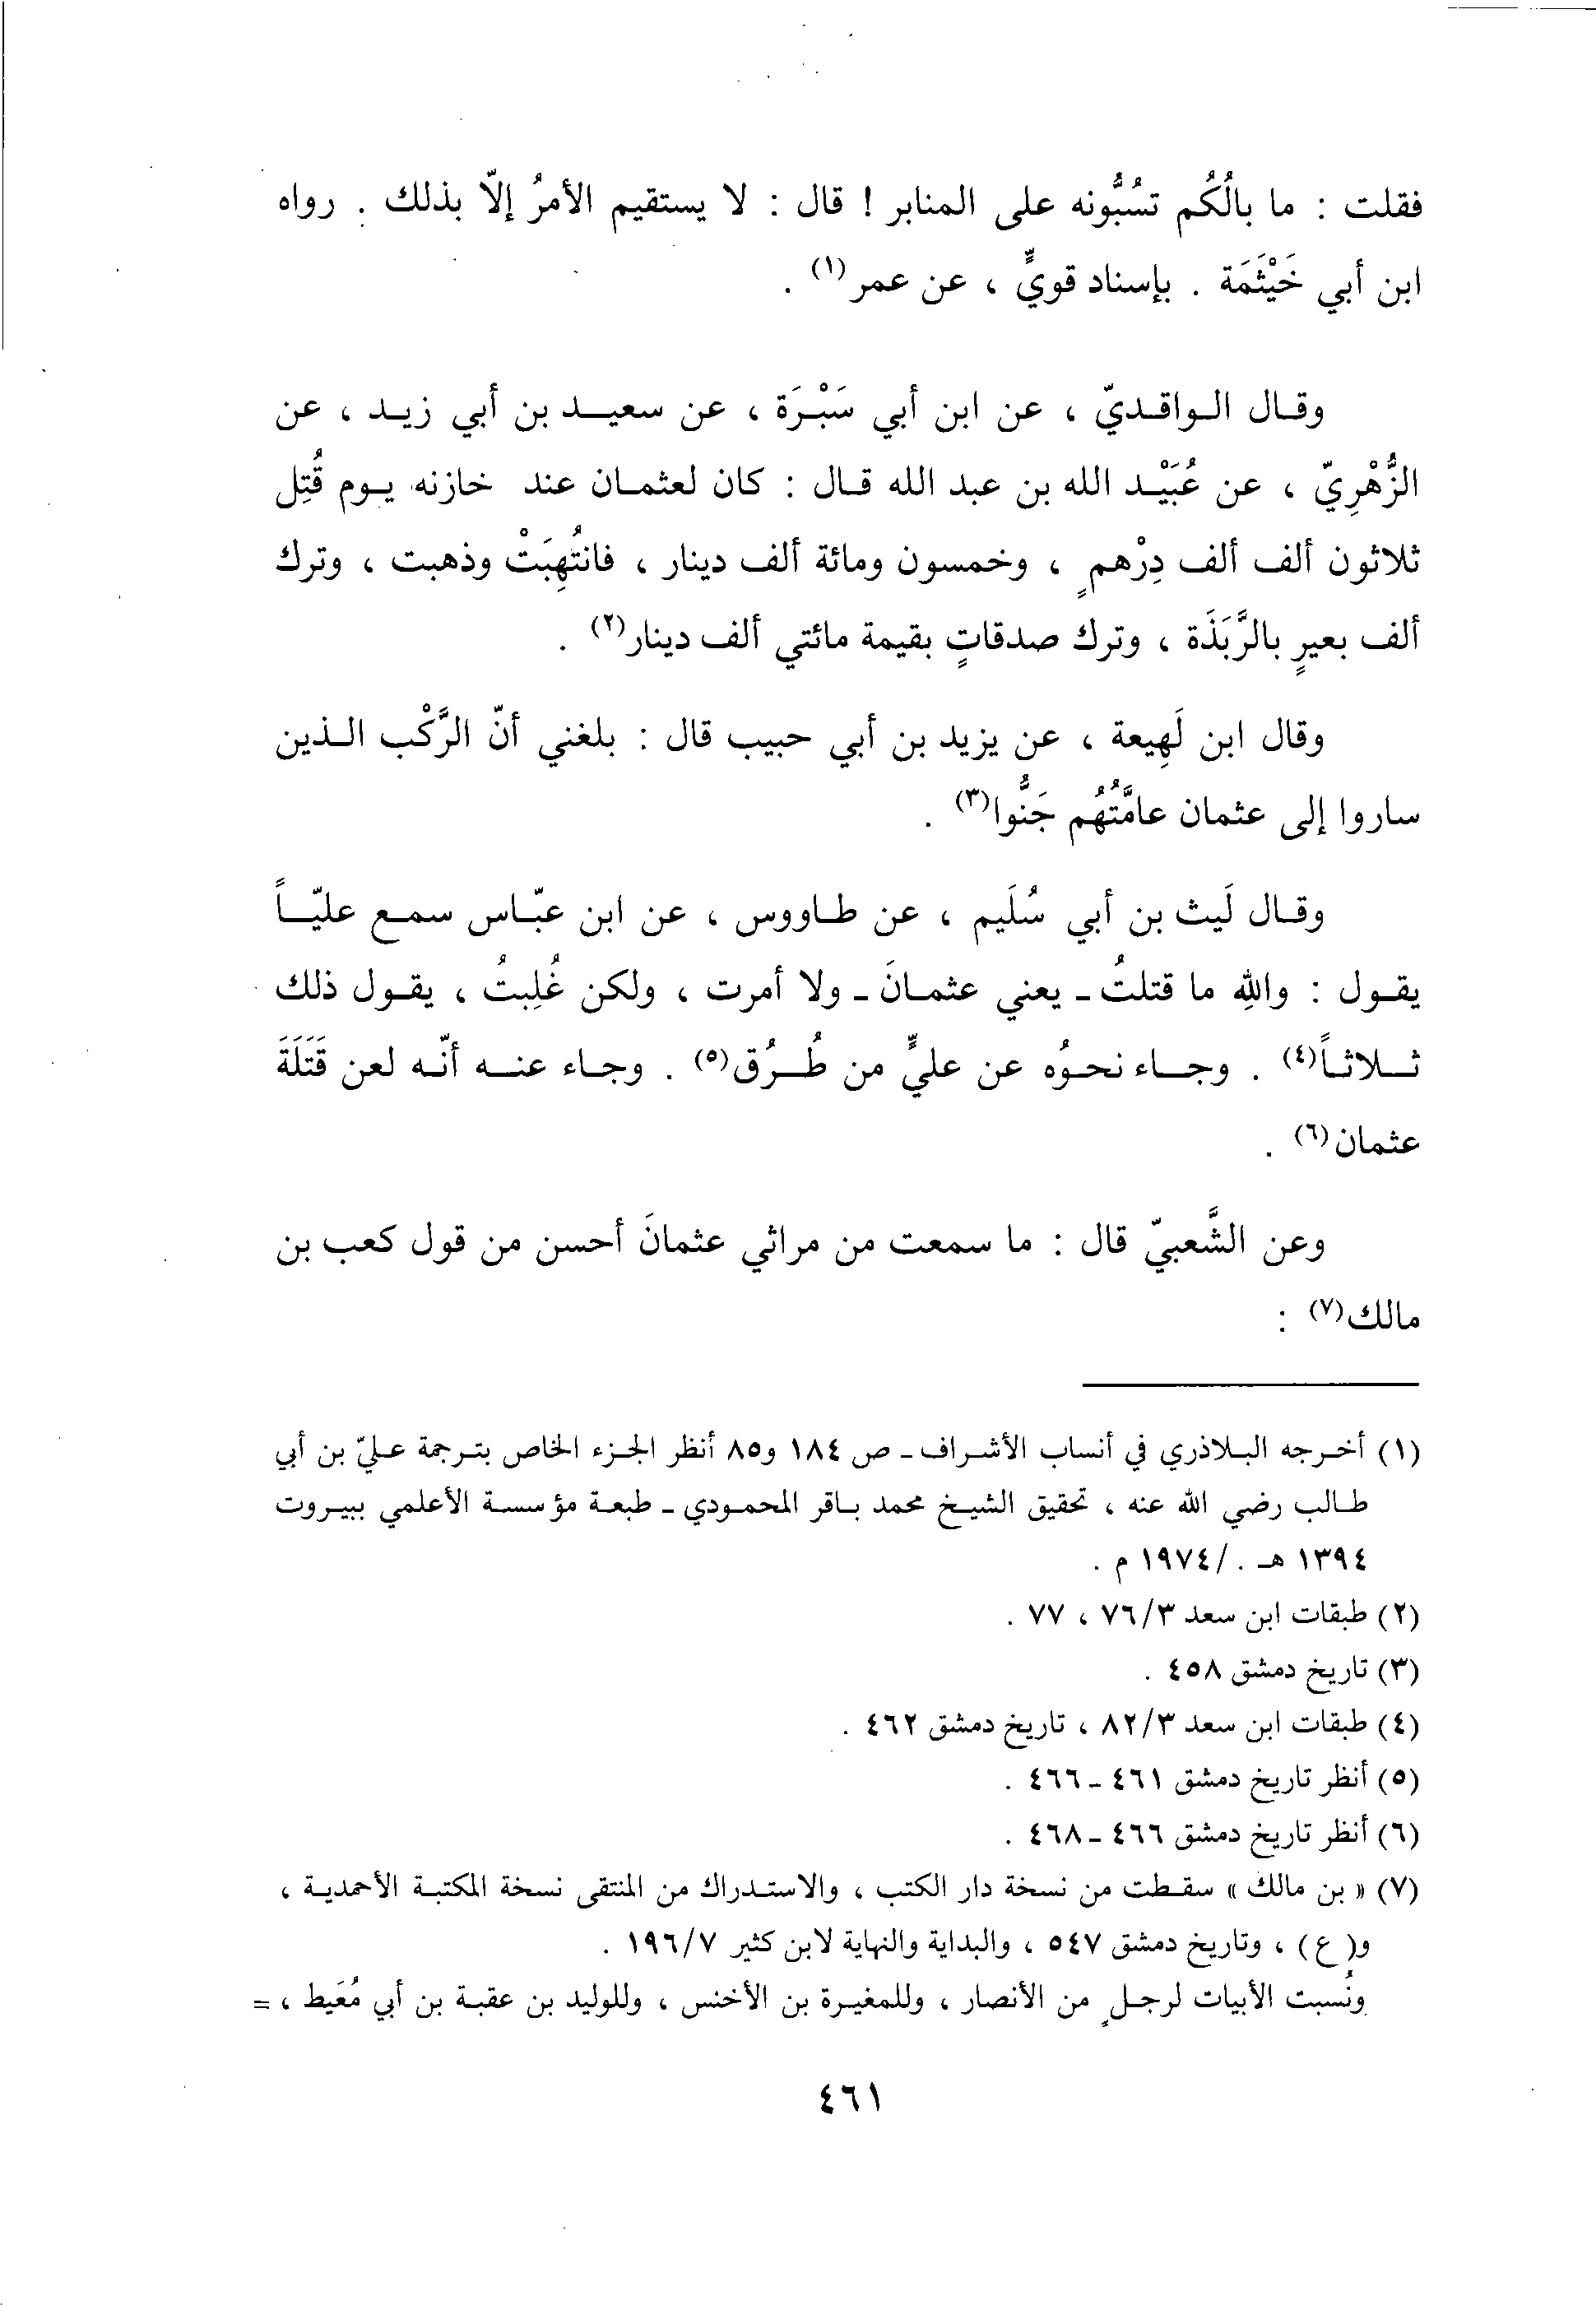 فقلت : ما بالُكُم تسُبُّونه على المنابر ! قال : لا يستقيم الأمرُ إلّا بذلك . رواه
ابن أبي خَيْثَمَة . بإسناد قويٍّ ، عن عمر(١) .
وقال الواقديّ ، عن ابن أبي سَبْرَة ، عن سعيد بن أبي زيد ، عن
الزُّهْرِيّ ، عن عُبَيْد الله بن عبد الله قال : كان لعثمان عند خازنه يوم قُتِل
ثلاثون ألف ألف دِرْهمٍ ، وخمسون ومائة ألف دينار ، فانتُهِبَتْ وذهبت ، وترك
ألف بعيرٍ بالرَّبَذَة ، وترك صدقاتٍ بقيمة مائتي ألف دينار(٢) .
وقال ابن لَهِيعة ، عن يزيد بن أبي حبيب قال : بلغني أنّ الرَّكْب الذين
ساروا إلى عثمان عامَّتُهُم جَنُّوا(٣) .
وقال لَيث بن أبي سُلَيم ، عن طاووس ، عن ابن عبّاس سمع عليّاً
يقول : واللهِ ما قتلتُ ـ يعني عثمانَ ـ ولا أمرت ، ولكن غُلِبتُ ، يقول ذلك
ثلاثاً(٤) . وجاء نحوُه عن عليٍّ من طُرُق(٥) . وجاء عنه أنّه لعن قَتَلَةَ
عثمان(٦) .
وعن الشَّعبيّ قال : ما سمعت من مراثي عثمانَ أحسن من قول كعب بن
مالك(٧) :
(١) أخرجه البلاذري في أنساب الأشراف ـ ص ١٨٤ و٨٥ أنظر الجزء الخاص بترجمة عليّ بن أبي
طالب رضي الله عنه ، تحقيق الشيخ محمد باقر المحمودي ـ طبعة مؤسسة الأعلمي ببيروت
١٣٩٤ هـ ./١٩٧٤ م .
(٢) طبقات ابن سعد ٧٦/٣ ، ٧٧ .
(٣) تاريخ دمشق ٤٥٨ .
(٤) طبقات ابن سعد ٨٢/٣ ، تاريخ دمشق ٤٦٢ .
(٥) أنظر تاريخ دمشق ٤٦١ ـ ٤٦٦ .
(٦) أنظر تاريخ دمشق ٤٦٦ ـ ٤٦٨ .
(٧) « بن مالك » سقطت من نسخة دار الكتب ، والاستدراك من المنتقى نسخة المكتبة الأحمدية ،
و( ع ) ، وتاريخ دمشق ٥٤٧ ، والبداية والنهاية لابن كثير ١٩٦/٧ .
ونُسبت الأبيات لرجلٍ من الأنصار ، وللمغيرة بن الأخنس ، وللوليد بن عقبة بن أبي مُعَيط ، =
٤٦١